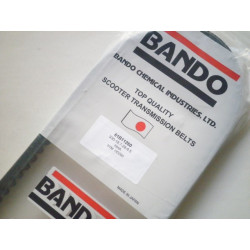 BANDO
BANDO CHEMICAL INDUSTRIES, LTD.
TOP QUALITY
SCOOTER TRANSMISSION BELTS
MADE IN JAPAN
BANDO